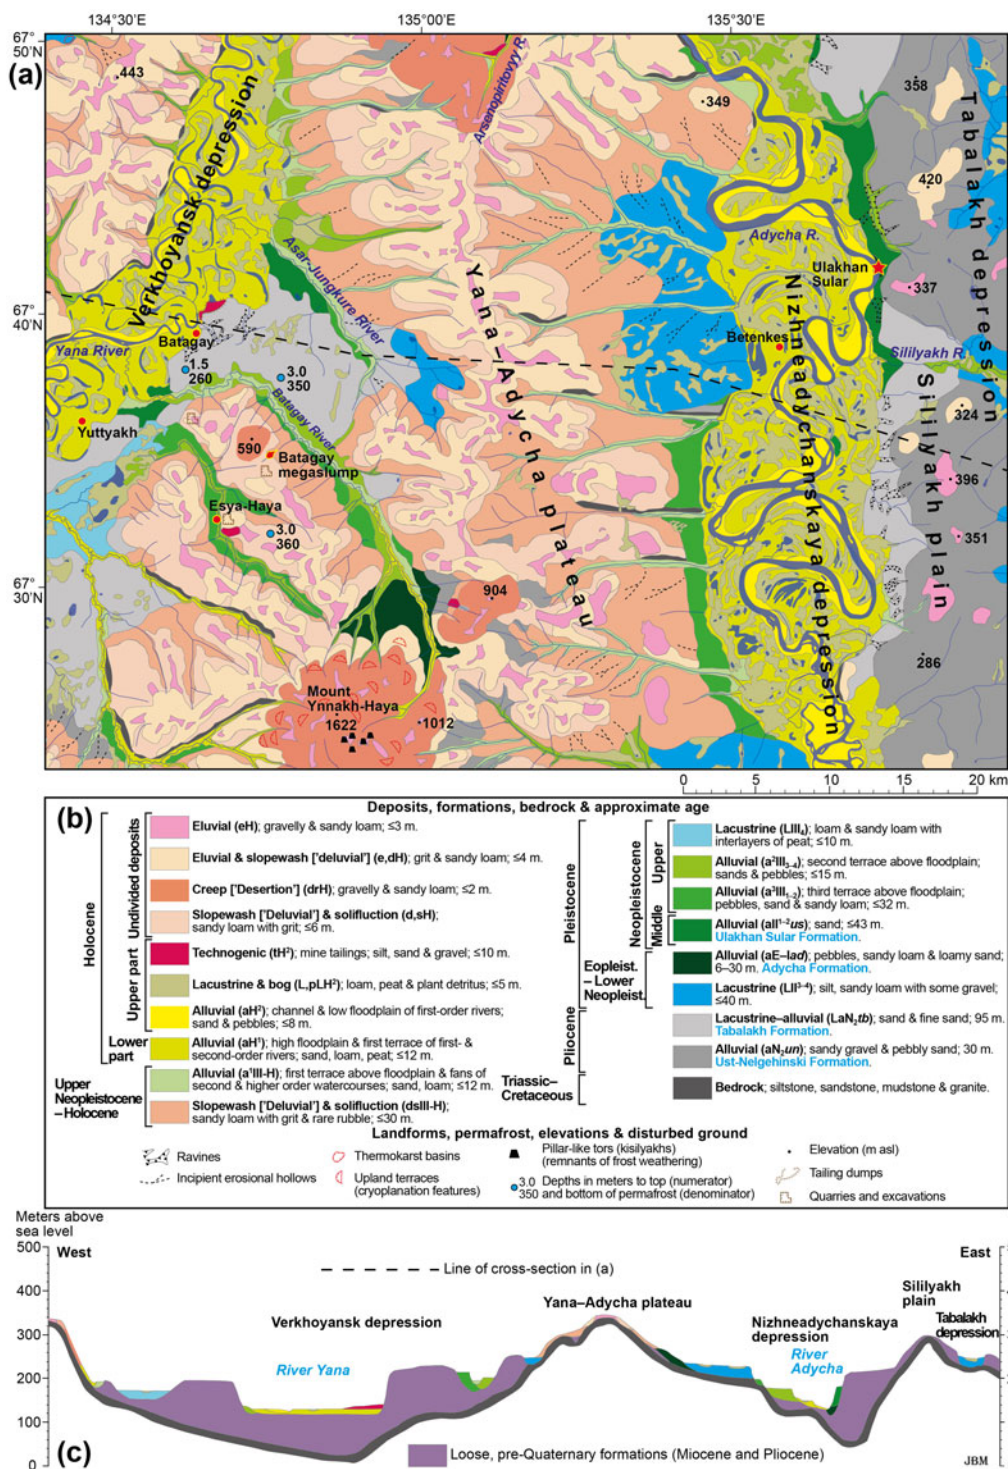 134°30'E
135°00'E
135°30'E
67°
50'N
(a)
443
Verkhoyansk depression
Arsenopiritovyy R.
349
358
420
Tabalakh depression
Asar-Jungkure River
Yana–Adycha plateau
Adycha R.
Ulakhan
Sular
337
Nizhneadychanskaya depression
67°
40'N
Yana River
Batagay
1.5
260
3.0
350
Betenkes
Sililyakh R.
Yuttyakh
Batagay River
590
Batagay
megaslump
324
Sililyakh plain
396
Esya-Haya
3.0
360
351
67°
30'N
904
286
Mount
Ynnakh-Haya
1622
1012
0 5 10 15 20 km
(b)
Deposits, formations, bedrock & approximate age
Holocene
Undivided deposits
Eluvial (eH); gravelly & sandy loam; ≤3 m.
Eluvial & slopewash ['deluvial'] (e,dH); grit & sandy loam; ≤4 m.
Creep ['Desertion'] (drH); gravelly & sandy loam; ≤2 m.
Slopewash ['Deluvial'] & solifluction (d,sH);
sandy loam with grit; ≤6 m.
Upper part
Technogenic (tH²); mine tailings; silt, sand & gravel; ≤10 m.
Lacustrine & bog (L,pLH²); loam, peat & plant detritus; ≤5 m.
Alluvial (aH²); channel & low floodplain of first-order rivers;
sand & pebbles; ≤8 m.
Lower
part
Alluvial (aH¹); high floodplain & first terrace of first- &
second-order rivers; sand, loam, peat; ≤12 m.
Upper
Neopleistocene
–Holocene
Alluvial (a¹III-H); first terrace above floodplain & fans of
second & higher order watercourses; sand, loam; ≤12 m.
Slopewash ['Deluvial'] & solifluction (dsIII-H);
sandy loam with grit & rare rubble; ≤30 m.
Pleistocene
Neopleistocene
Upper
Lacustrine (LIII₄); loam & sandy loam with
interlayers of peat; ≤10 m.
Alluvial (a²III₃₋₄); second terrace above floodplain;
sands & pebbles; ≤15 m.
Alluvial (a³III₁₋₂); third terrace above floodplain;
pebbles, sand & sandy loam; ≤32 m.
Middle
Alluvial (aII¹⁻²us); sand; ≤43 m.
Ulakhan Sular Formation.
Eopleist.
– Lower
Neopleist.
Alluvial (aE–Iad); pebbles, sandy loam & loamy sand;
6–30 m. Adycha Formation.
Lacustrine (LII³⁻⁴); silt, sandy loam with some gravel;
≤40 m.
Pliocene
Lacustrine–alluvial (LaN₂tb); sand & fine sand; 95 m.
Tabalakh Formation.
Alluvial (aN₂un); sandy gravel & pebbly sand; 30 m.
Ust-Nelgehinski Formation.
Triassic–
Cretaceous
Bedrock; siltstone, sandstone, mudstone & granite.
Landforms, permafrost, elevations & disturbed ground
Ravines
Incipient erosional hollows
Thermokarst basins
Upland terraces
(cryoplanation features)
Pillar-like tors (kisilyakhs)
(remnants of frost weathering)
3.0
350
Depths in meters to top (numerator)
and bottom of permafrost (denominator)
Elevation (m asl)
Tailing dumps
Quarries and excavations
Meters above
sea level
500
400
300
200
100
0
West
Line of cross-section in (a)
East
Verkhoyansk depression
River Yana
Yana–Adycha plateau
Nizhneadychanskaya
depression
River
Adycha
Sililyakh
plain
Tabalakh
depression
(c)
Loose, pre-Quaternary formations (Miocene and Pliocene)
JBM